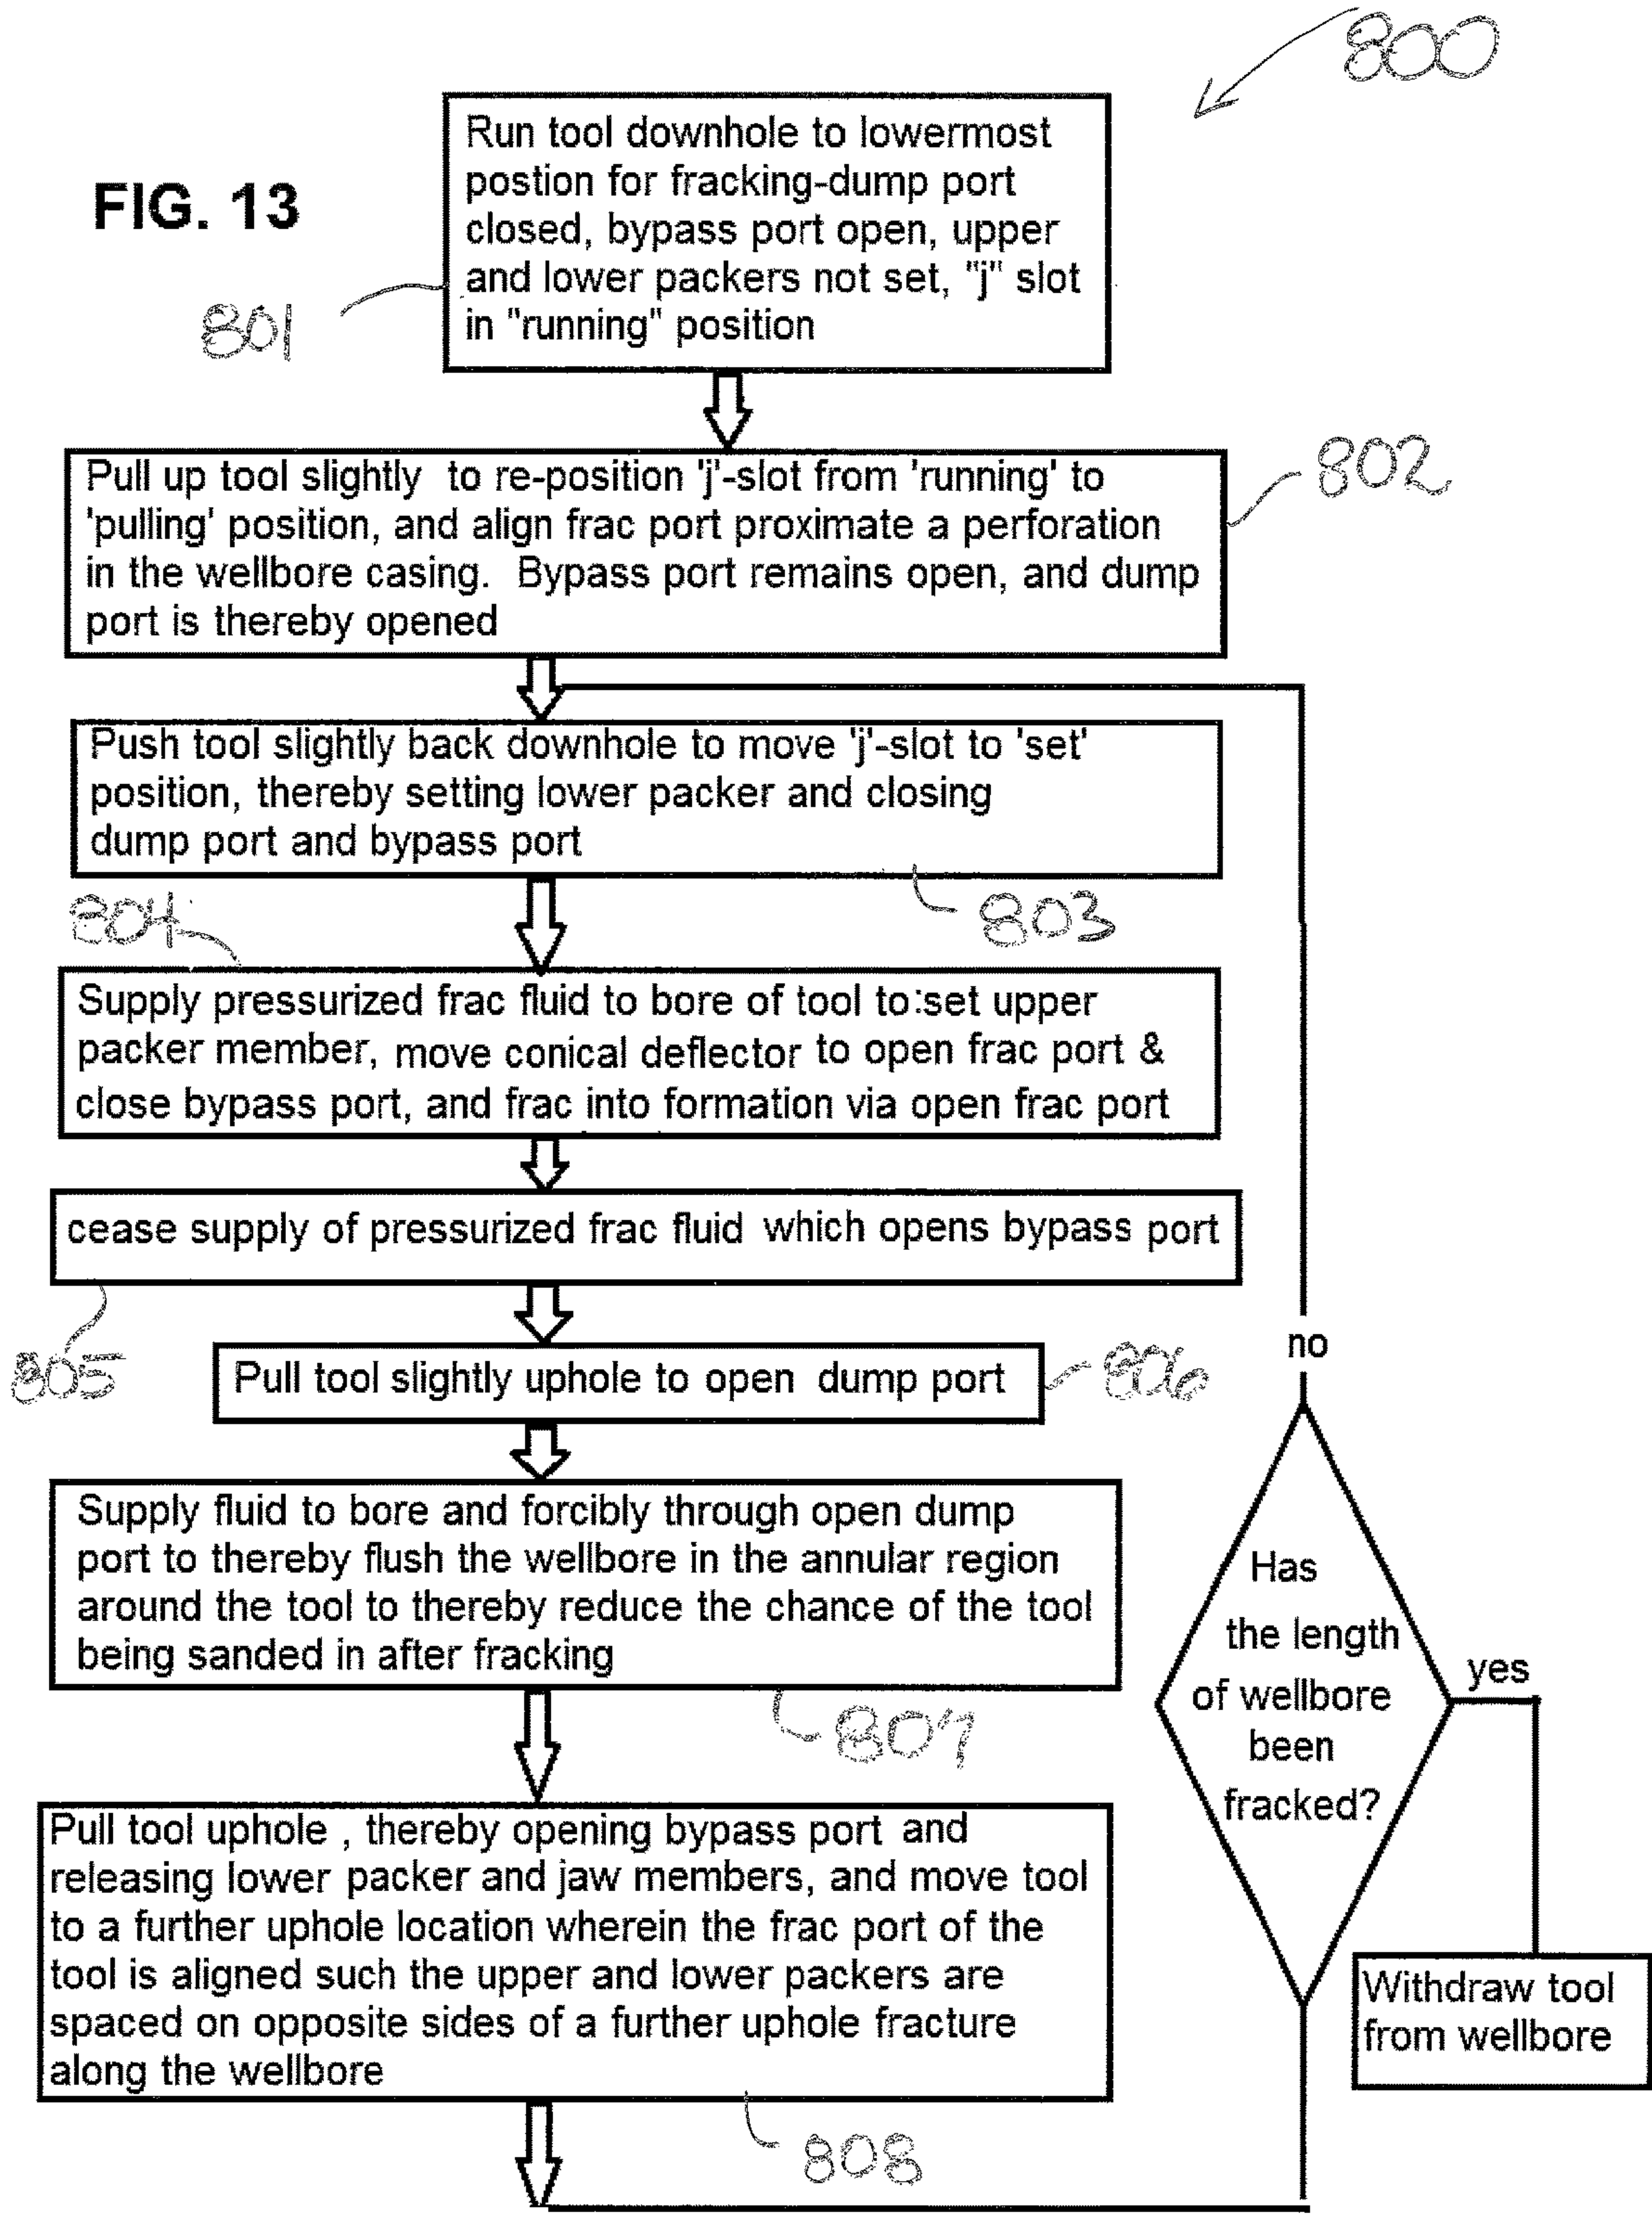 800
FIG. 13
Run tool downhole to lowermost
postion for fracking-dump port
closed, bypass port open, upper
and lower packers not set, "j" slot
in "running" position
801
Pull up tool slightly to re-position 'j'-slot from 'running' to
'pulling' position, and align frac port proximate a perforation
in the wellbore casing. Bypass port remains open, and dump
port is thereby opened
802
Push tool slightly back downhole to move 'j'-slot to 'set'
position, thereby setting lower packer and closing
dump port and bypass port
803
804
Supply pressurized frac fluid to bore of tool to:set upper
packer member, move conical deflector to open frac port &
close bypass port, and frac into formation via open frac port
cease supply of pressurized frac fluid which opens bypass port
805
Pull tool slightly uphole to open dump port
806
Supply fluid to bore and forcibly through open dump
port to thereby flush the wellbore in the annular region
around the tool to thereby reduce the chance of the tool
being sanded in after fracking
807
Pull tool uphole , thereby opening bypass port and
releasing lower packer and jaw members, and move tool
to a further uphole location wherein the frac port of the
tool is aligned such the upper and lower packers are
spaced on opposite sides of a further uphole fracture
along the wellbore
808
no
Has
the length
of wellbore
been
fracked?
yes
Withdraw tool
from wellbore